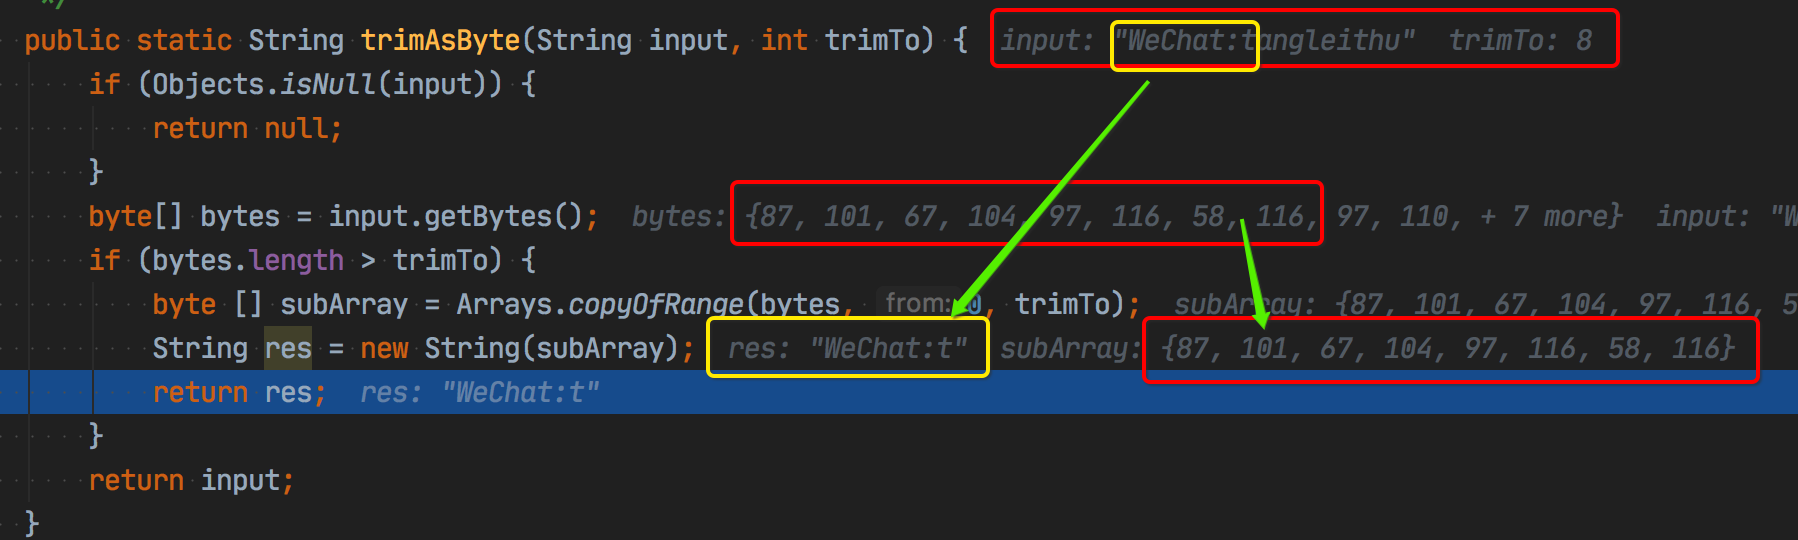 */
public static String trimAsByte(String input, int trimTo) { input: "WeChat:tangleithu" trimTo: 8
if (Objects.isNull(input)) {
return null;
}
byte[] bytes = input.getBytes(); bytes: {87, 101, 67, 104, 97, 116, 58, 116, 97, 110, + 7 more} input: "W
if (bytes.length > trimTo) {
byte [] subArray = Arrays.copyOfRange(bytes, from: 0, trimTo); subArray: {87, 101, 67, 104, 97, 116, 5
String res = new String(subArray); res: "WeChat:t" subArray: {87, 101, 67, 104, 97, 116, 58, 116}
return res; res: "WeChat:t"
}
return input;
}